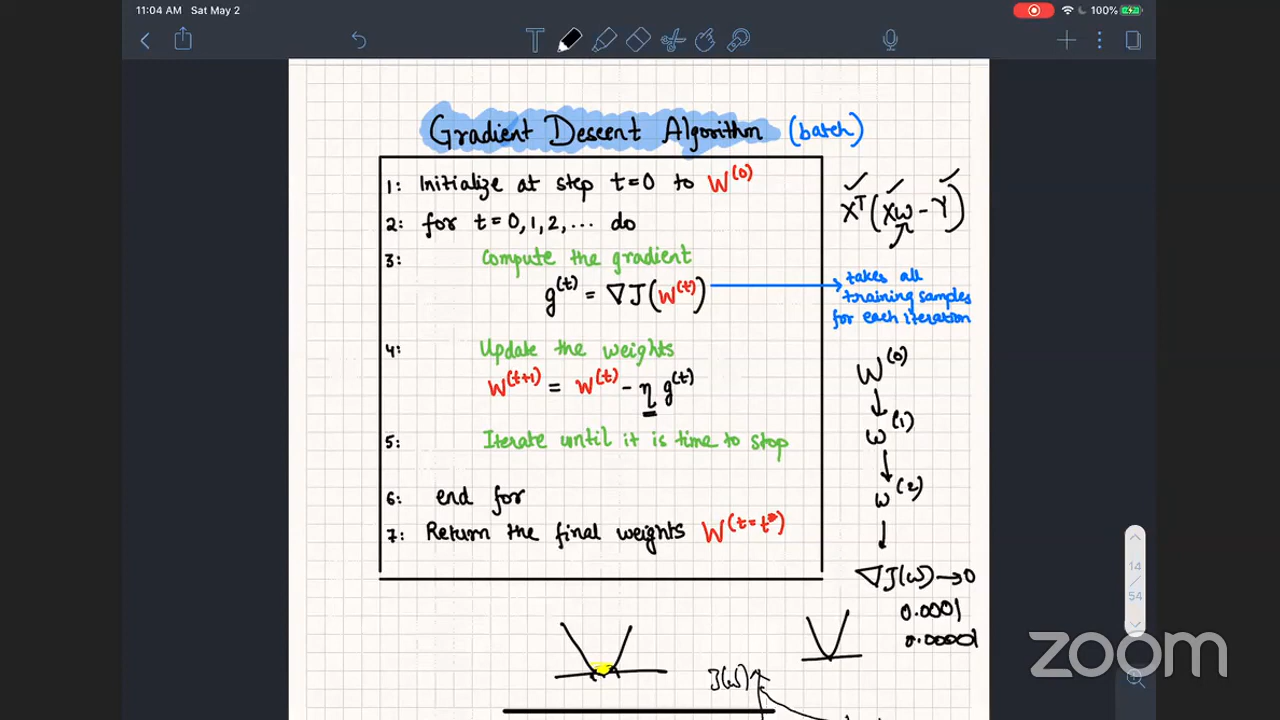 11:04 AM Sat May 2
100%
Gradient Descent Algorithm (batch)
1: Initialize at step t=0 to W^(0)
2: for t=0,1,2,... do
3: Compute the gradient
g^(t) = ∇J(W^(t))
4: Update the weights
W^(t+1) = W^(t) - η g^(t)
5: Iterate until it is time to stop
6: end for
7: Return the final weights W^(t=t*)
X^T(Xω-Y)
takes all
training samples
for each iteration
W^(0)
↓
ω^(1)
↓
ω^(2)
↓
∇J(ω)→0
0.0001
0.00001
J(ω)
14
/
54
zoom